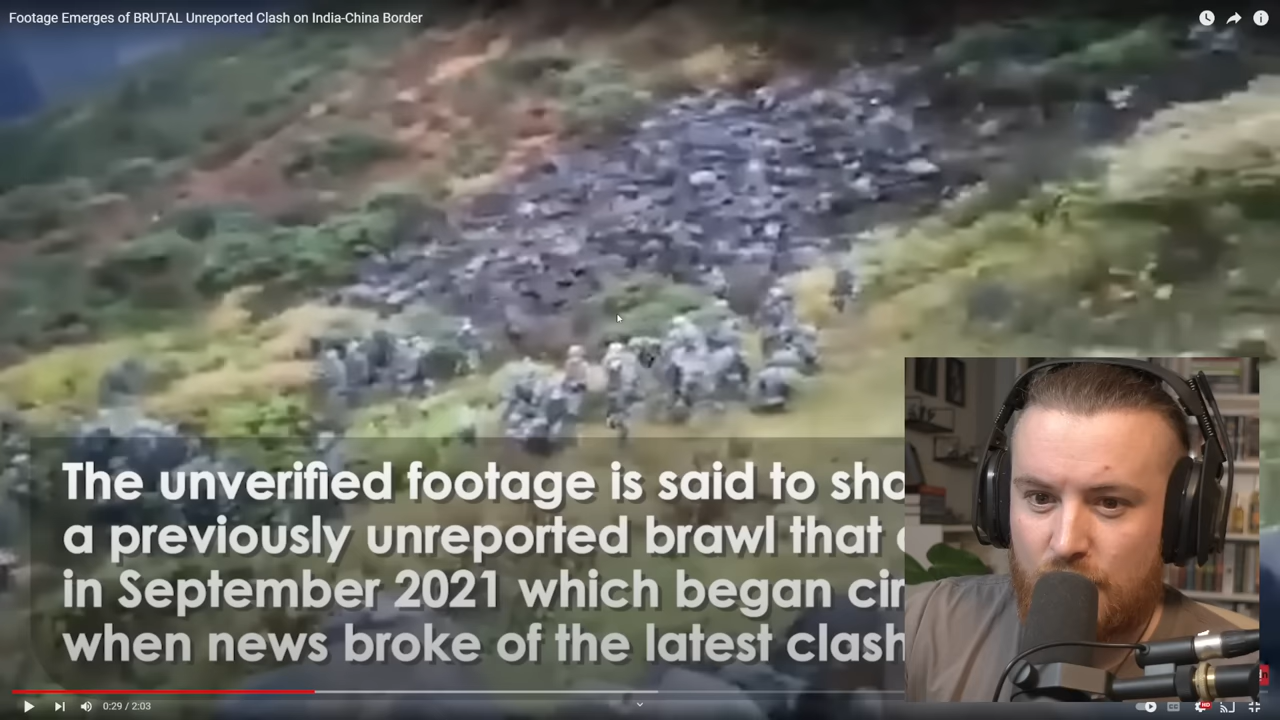 Footage Emerges of BRUTAL Unreported Clash on India-China Border
The unverified footage is said to sho
a previously unreported brawl that
in September 2021 which began cir
when news broke of the latest clash
0:29 / 2:03
HD